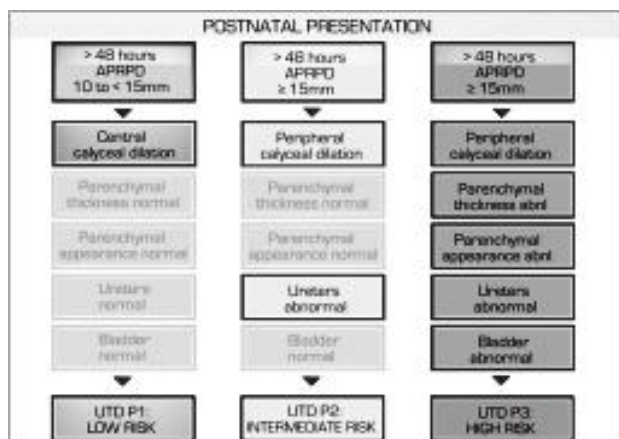 POSTNATAL PRESENTATION
> 48 hours
APRPD
10 to < 15mm
Central
calyceal dilation
Parenchymal
thickness normal
Parenchymal
appearance normal
Ureters
normal
Bladder
normal
UTD P1:
LOW RISK
> 48 hours
APRPD
≥ 15mm
Peripheral
calyceal dilation
Parenchymal
thickness normal
Parenchymal
appearance normal
Ureters
abnormal
Bladder
normal
UTD P2:
INTERMEDIATE RISK
> 48 hours
APRPD
≥ 15mm
Peripheral
calyceal dilation
Parenchymal
thickness abnl
Parenchymal
appearance abnl
Ureters
abnormal
Bladder
abnormal
UTD P3:
HIGH RISK